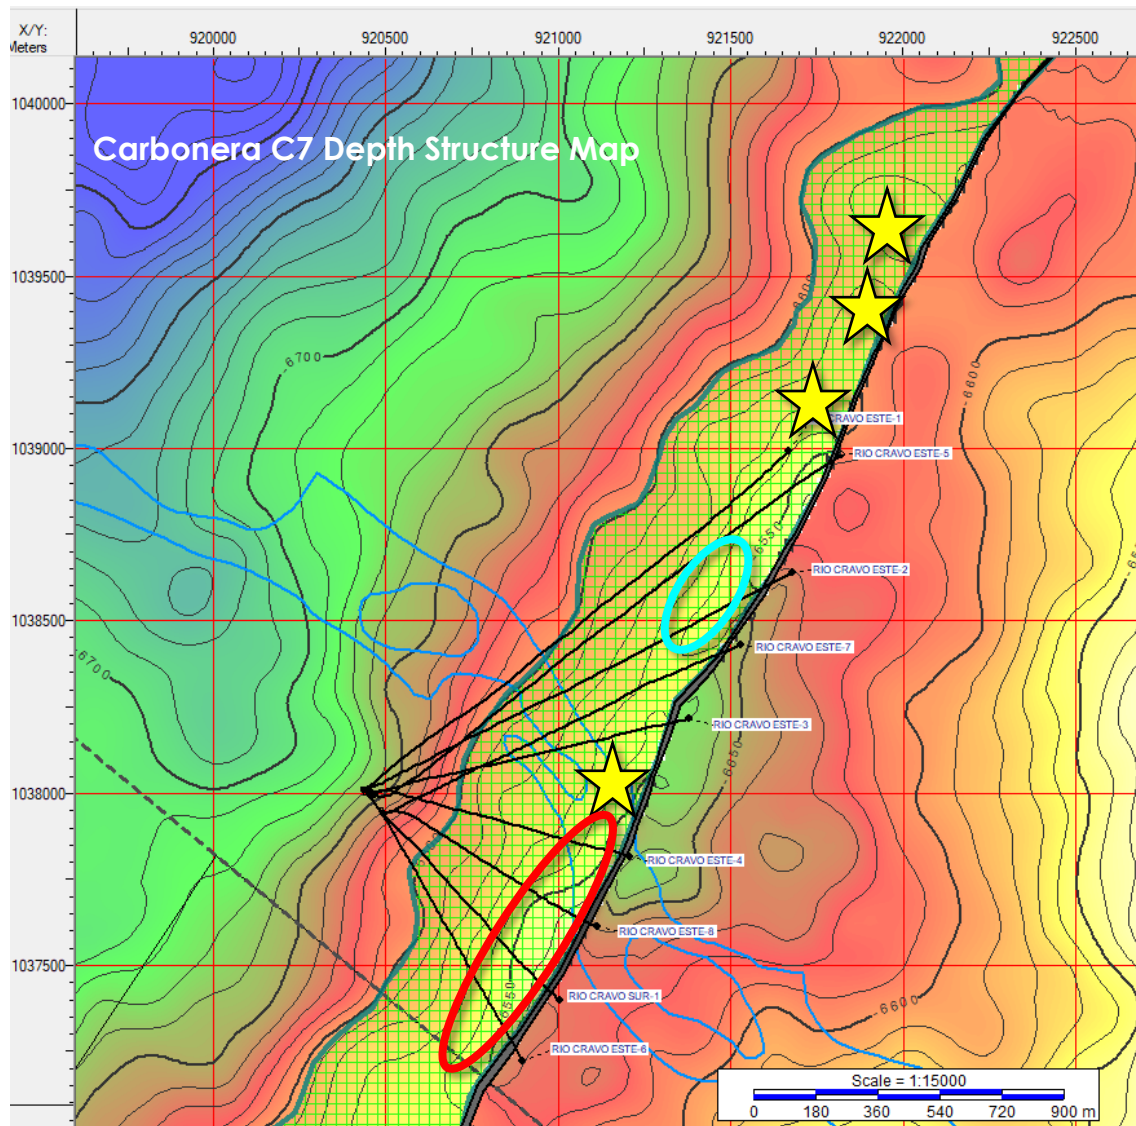 X/Y:
Meters
920000
920500
921000
921500
922000
922500
1040000
Carbonera C7 Depth Structure Map
1039500
-6600
-6700
-6600
CRAVO ESTE-1
1039000
RIO CRAVO ESTE-5
-6550
RIO CRAVO ESTE-2
1038500
RIO CRAVO ESTE-7
-6700
RIO CRAVO ESTE-3
-6650
1038000
RIO CRAVO ESTE-4
RIO CRAVO ESTE-8
1037500
RIO CRAVO SUR-1
-6550
-6600
RIO CRAVO ESTE-6
Scale = 1:15000
0 180 360 540 720 900 m